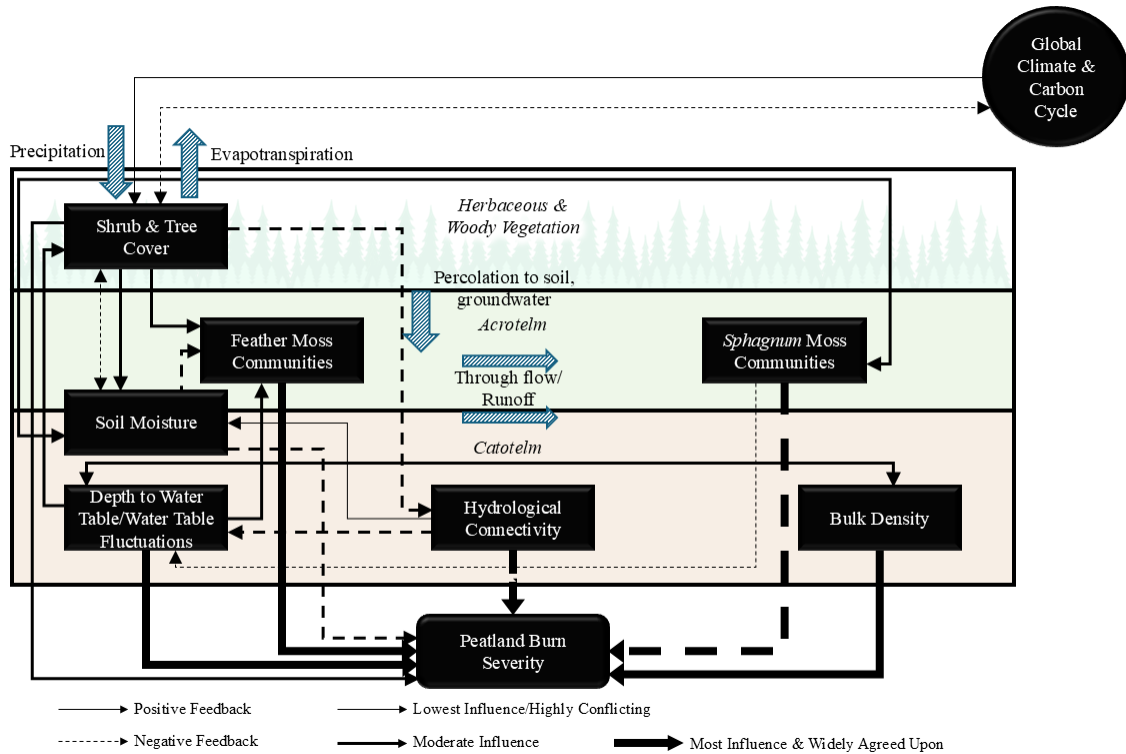 Global
Climate &
Carbon
Cycle
Precipitation
Evapotranspiration
Shrub & Tree
Cover
Herbaceous &
Woody Vegetation
Percolation to soil,
groundwater
Acrotelm
Feather Moss
Communities
Sphagnum Moss
Communities
Through flow/
Runoff
Soil Moisture
Catotelm
Depth to Water
Table/Water Table
Fluctuations
Hydrological
Connectivity
Bulk Density
Peatland Burn
Severity
Positive Feedback
Lowest Influence/Highly Conflicting
Negative Feedback
Moderate Influence
Most Influence & Widely Agreed Upon